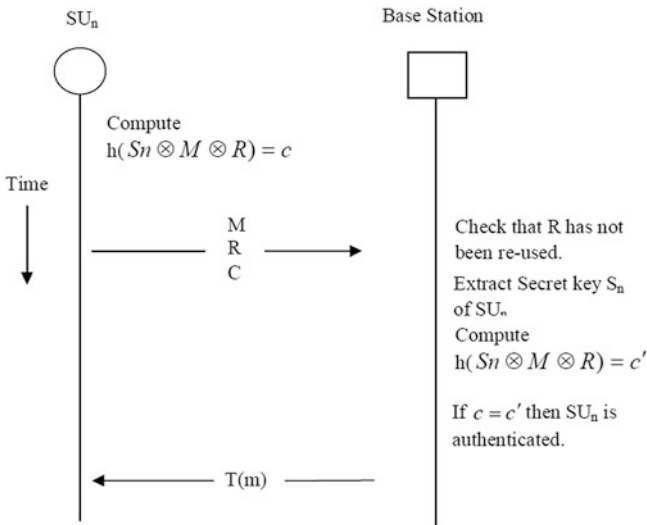 SUn
Base Station
Compute
h(Sn ⊗ M ⊗ R) = c
Time
M
R
C
Check that R has not
been re-used.
Extract Secret key Sn
of SUn
Compute
h(Sn ⊗ M ⊗ R) = c′
If c = c′ then SUn is
authenticated.
T(m)